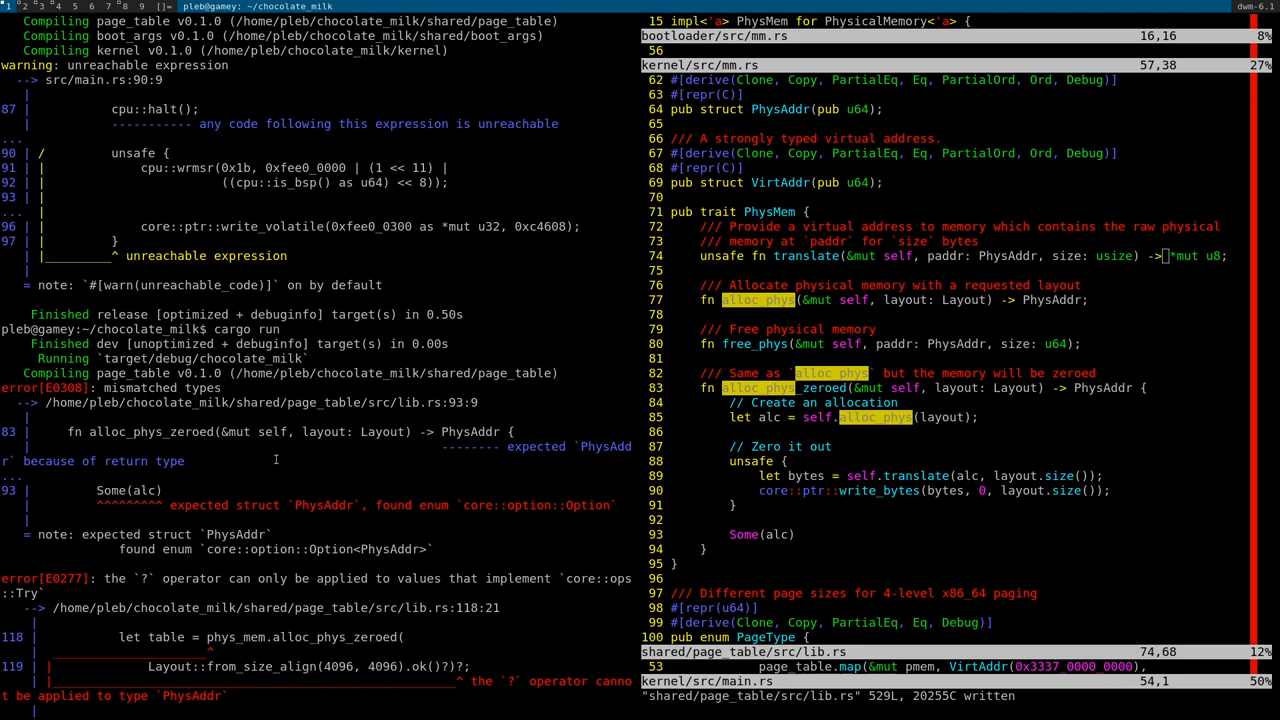 1 2 3 4 5 6 7 8 9 []= pleb@gamey: ~/chocolate_milk dwm-6.1
Compiling page_table v0.1.0 (/home/pleb/chocolate_milk/shared/page_table)
Compiling boot_args v0.1.0 (/home/pleb/chocolate_milk/shared/boot_args)
Compiling kernel v0.1.0 (/home/pleb/chocolate_milk/kernel)
warning: unreachable expression
--> src/main.rs:90:9
|
87 | cpu::halt();
| ----------- any code following this expression is unreachable
...
90 | / unsafe {
91 | | cpu::wrmsr(0x1b, 0xfee0_0000 | (1 << 11) |
92 | | ((cpu::is_bsp() as u64) << 8));
93 | |
... |
96 | | core::ptr::write_volatile(0xfee0_0300 as *mut u32, 0xc4608);
97 | | }
| |_________^ unreachable expression
|
= note: `#[warn(unreachable_code)]` on by default

Finished release [optimized + debuginfo] target(s) in 0.50s
pleb@gamey:~/chocolate_milk$ cargo run
Finished dev [unoptimized + debuginfo] target(s) in 0.00s
Running `target/debug/chocolate_milk`
Compiling page_table v0.1.0 (/home/pleb/chocolate_milk/shared/page_table)
error[E0308]: mismatched types
--> /home/pleb/chocolate_milk/shared/page_table/src/lib.rs:93:9
|
83 | fn alloc_phys_zeroed(&mut self, layout: Layout) -> PhysAddr {
| -------- expected `PhysAdd
r` because of return type
...
93 | Some(alc)
| ^^^^^^^^^ expected struct `PhysAddr`, found enum `core::option::Option`
|
= note: expected struct `PhysAddr`
found enum `core::option::Option<PhysAddr>`

error[E0277]: the `?` operator can only be applied to values that implement `core::ops
::Try`
--> /home/pleb/chocolate_milk/shared/page_table/src/lib.rs:118:21
|
118 | let table = phys_mem.alloc_phys_zeroed(
| _____________________^
119 | | Layout::from_size_align(4096, 4096).ok()?)?;
| |___________________________________________________________^ the `?` operator canno
t be applied to type `PhysAddr`
|
15 impl<'a> PhysMem for PhysicalMemory<'a> {
bootloader/src/mm.rs 16,16 8%
56
kernel/src/mm.rs 57,38 27%
62 #[derive(Clone, Copy, PartialEq, Eq, PartialOrd, Ord, Debug)]
63 #[repr(C)]
64 pub struct PhysAddr(pub u64);
65
66 /// A strongly typed virtual address.
67 #[derive(Clone, Copy, PartialEq, Eq, PartialOrd, Ord, Debug)]
68 #[repr(C)]
69 pub struct VirtAddr(pub u64);
70
71 pub trait PhysMem {
72 /// Provide a virtual address to memory which contains the raw physical
73 /// memory at `paddr` for `size` bytes
74 unsafe fn translate(&mut self, paddr: PhysAddr, size: usize) -> *mut u8;
75
76 /// Allocate physical memory with a requested layout
77 fn alloc_phys(&mut self, layout: Layout) -> PhysAddr;
78
79 /// Free physical memory
80 fn free_phys(&mut self, paddr: PhysAddr, size: u64);
81
82 /// Same as `alloc_phys` but the memory will be zeroed
83 fn alloc_phys_zeroed(&mut self, layout: Layout) -> PhysAddr {
84 // Create an allocation
85 let alc = self.alloc_phys(layout);
86
87 // Zero it out
88 unsafe {
89 let bytes = self.translate(alc, layout.size());
90 core::ptr::write_bytes(bytes, 0, layout.size());
91 }
92
93 Some(alc)
94 }
95 }
96
97 /// Different page sizes for 4-level x86_64 paging
98 #[repr(u64)]
99 #[derive(Clone, Copy, PartialEq, Eq, PartialOrd, Ord, Debug)]
100 pub enum PageType {
shared/page_table/src/lib.rs 74,68 12%
53 page_table.map(&mut pmem, VirtAddr(0x3337_0000_0000),
kernel/src/main.rs 54,1 50%
"shared/page_table/src/lib.rs" 529L, 20255C written